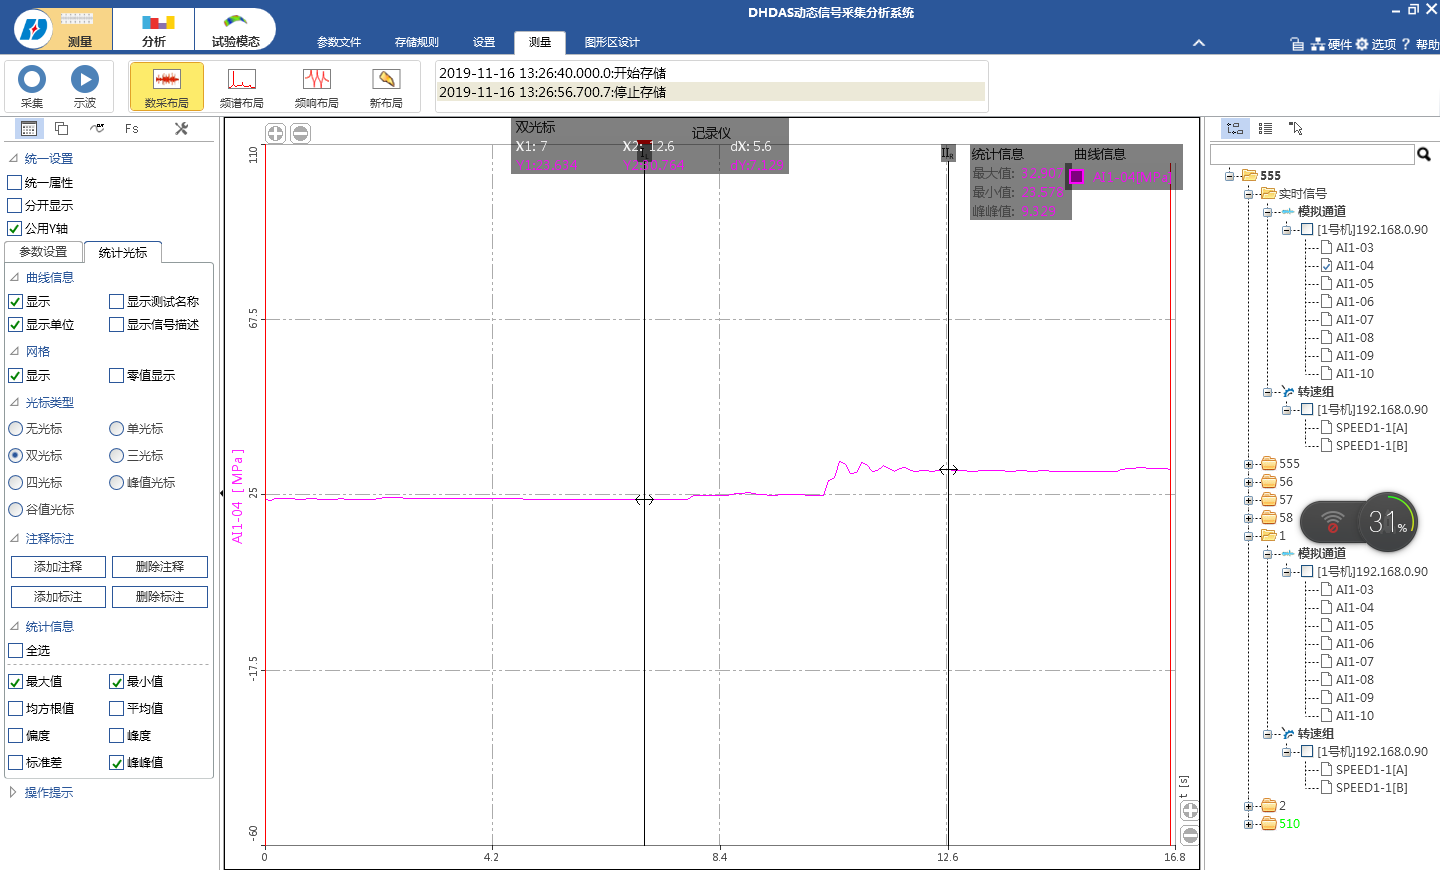 DHDAS动态信号采集分析系统
测量
分析
试验模态
参数文件
存储规则
设置
测量
图形区设计
硬件
选项
? 帮助
采集
示波
数采布局
频谱布局
频响布局
新布局
2019-11-16 13:26:40.000.0:开始存储
2019-11-16 13:26:56.700.7:停止存储
Fs
统一设置
统一属性
分开显示
公用Y轴
参数设置
统计光标
曲线信息
显示
显示测试名称
显示单位
显示信号描述
网格
显示
零值显示
光标类型
无光标
单光标
双光标
三光标
四光标
峰值光标
谷值光标
注释标注
添加注释
删除注释
添加标注
删除标注
统计信息
全选
最大值
最小值
均方根值
平均值
偏度
峰度
标准差
峰峰值
操作提示
双光标
记录仪
X1: 7
X2: 12.6
dX: 5.6
Y1:23.634
dY:7.129
统计信息
最大值: 32.907
最小值: 23.578
峰峰值: 9.329
曲线信息
AI1-04[MPa]
110
67.5
25
-17.5
-60
AI1-04 [ MPa ]
0
4.2
8.4
12.6
16.8
t [s]
555
实时信号
模拟通道
[1号机]192.168.0.90
AI1-03
AI1-04
AI1-05
AI1-06
AI1-07
AI1-08
AI1-09
AI1-10
转速组
[1号机]192.168.0.90
SPEED1-1[A]
SPEED1-1[B]
555
56
57
58
1
31%
模拟通道
[1号机]192.168.0.90
AI1-03
AI1-04
AI1-05
AI1-06
AI1-07
AI1-08
AI1-09
AI1-10
转速组
[1号机]192.168.0.90
SPEED1-1[A]
SPEED1-1[B]
2
510